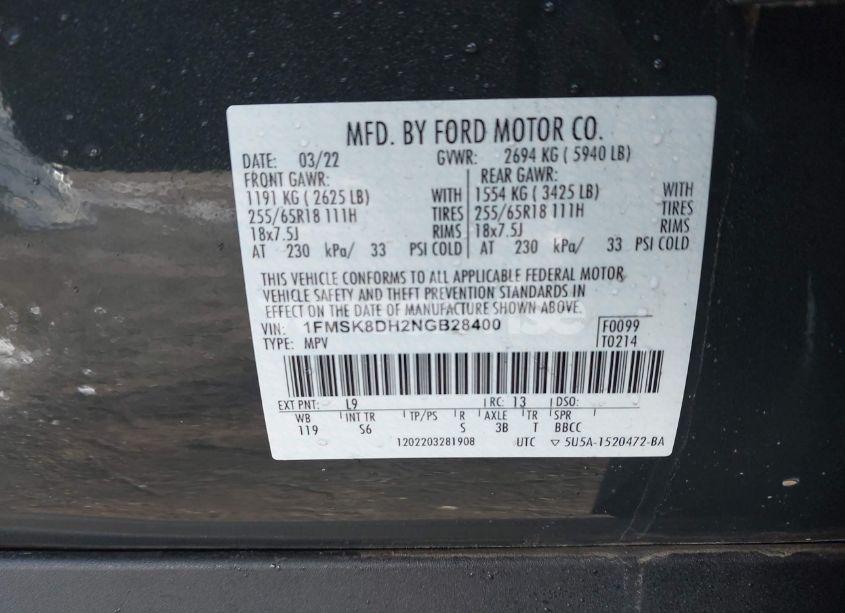 MFD. BY FORD MOTOR CO.
DATE: 03/22 GVWR: 2694 KG ( 5940 LB)
FRONT GAWR: REAR GAWR:
1191 KG ( 2625 LB) WITH 1554 KG ( 3425 LB) WITH
255/65R18 111H TIRES 255/65R18 111H TIRES
18x7.5J RIMS 18x7.5J RIMS
AT 230 kPa/ 33 PSI COLD AT 230 kPa/ 33 PSI COLD
THIS VEHICLE CONFORMS TO ALL APPLICABLE FEDERAL MOTOR
VEHICLE SAFETY AND THEFT PREVENTION STANDARDS IN
EFFECT ON THE DATE OF MANUFACTURE SHOWN ABOVE.
VIN: 1FMSK8DH2NGB28400 F0099
TYPE: MPV T0214
EXT PNT: L9 RC: 13 DSO:
WB INT TR TP/PS R AXLE TR SPR
119 S6 S 3B T BBCC
1202203281908 UTC ▽ 5U5A-1520472-BA